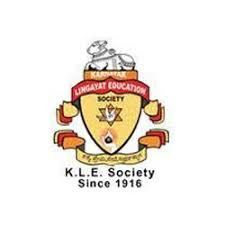 KARNATAK
LINGAYAT EDUCATION
SOCIETY
K.L.E. Society
Since 1916